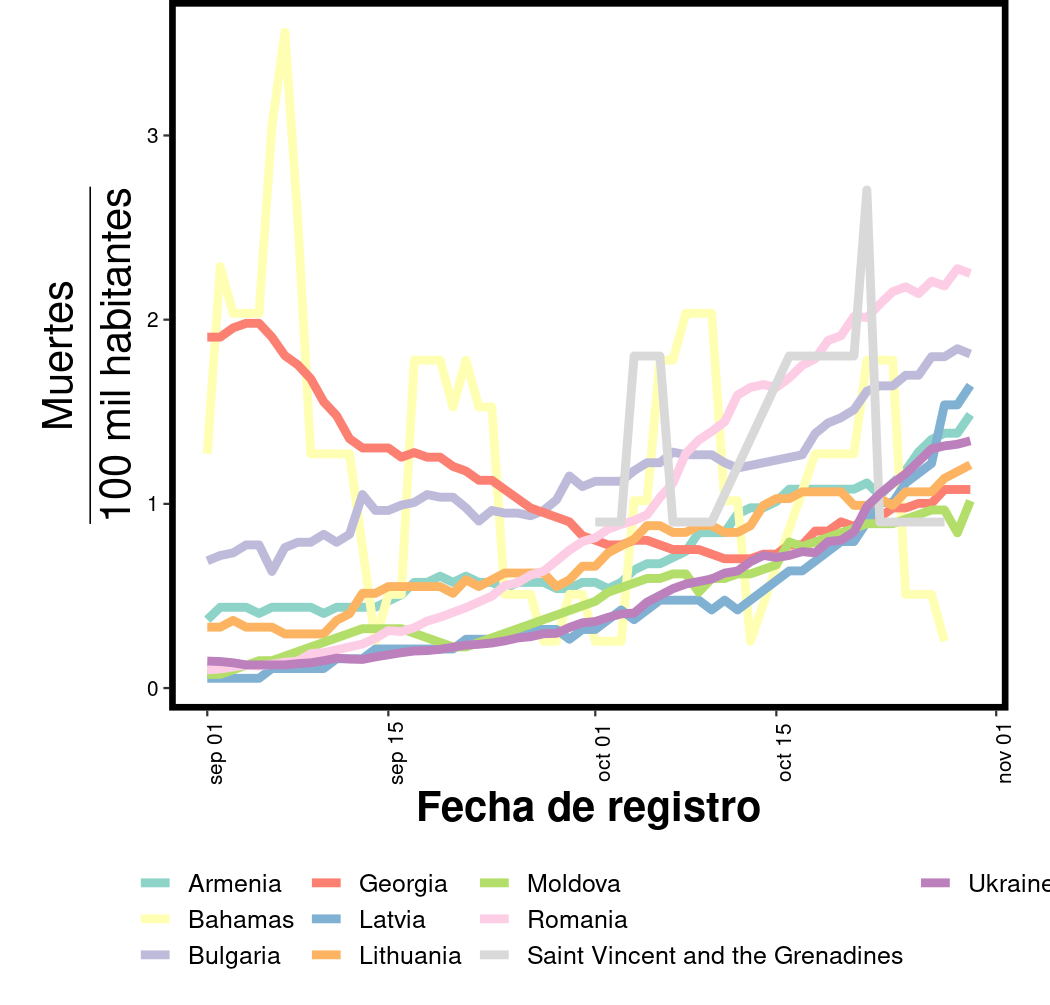 Muertes
100 mil habitantes
3
2
1
0
sep 01
sep 15
oct 01
oct 15
nov 01
Fecha de registro
Armenia
Georgia
Moldova
Ukraine
Bahamas
Latvia
Romania
Bulgaria
Lithuania
Saint Vincent and the Grenadines